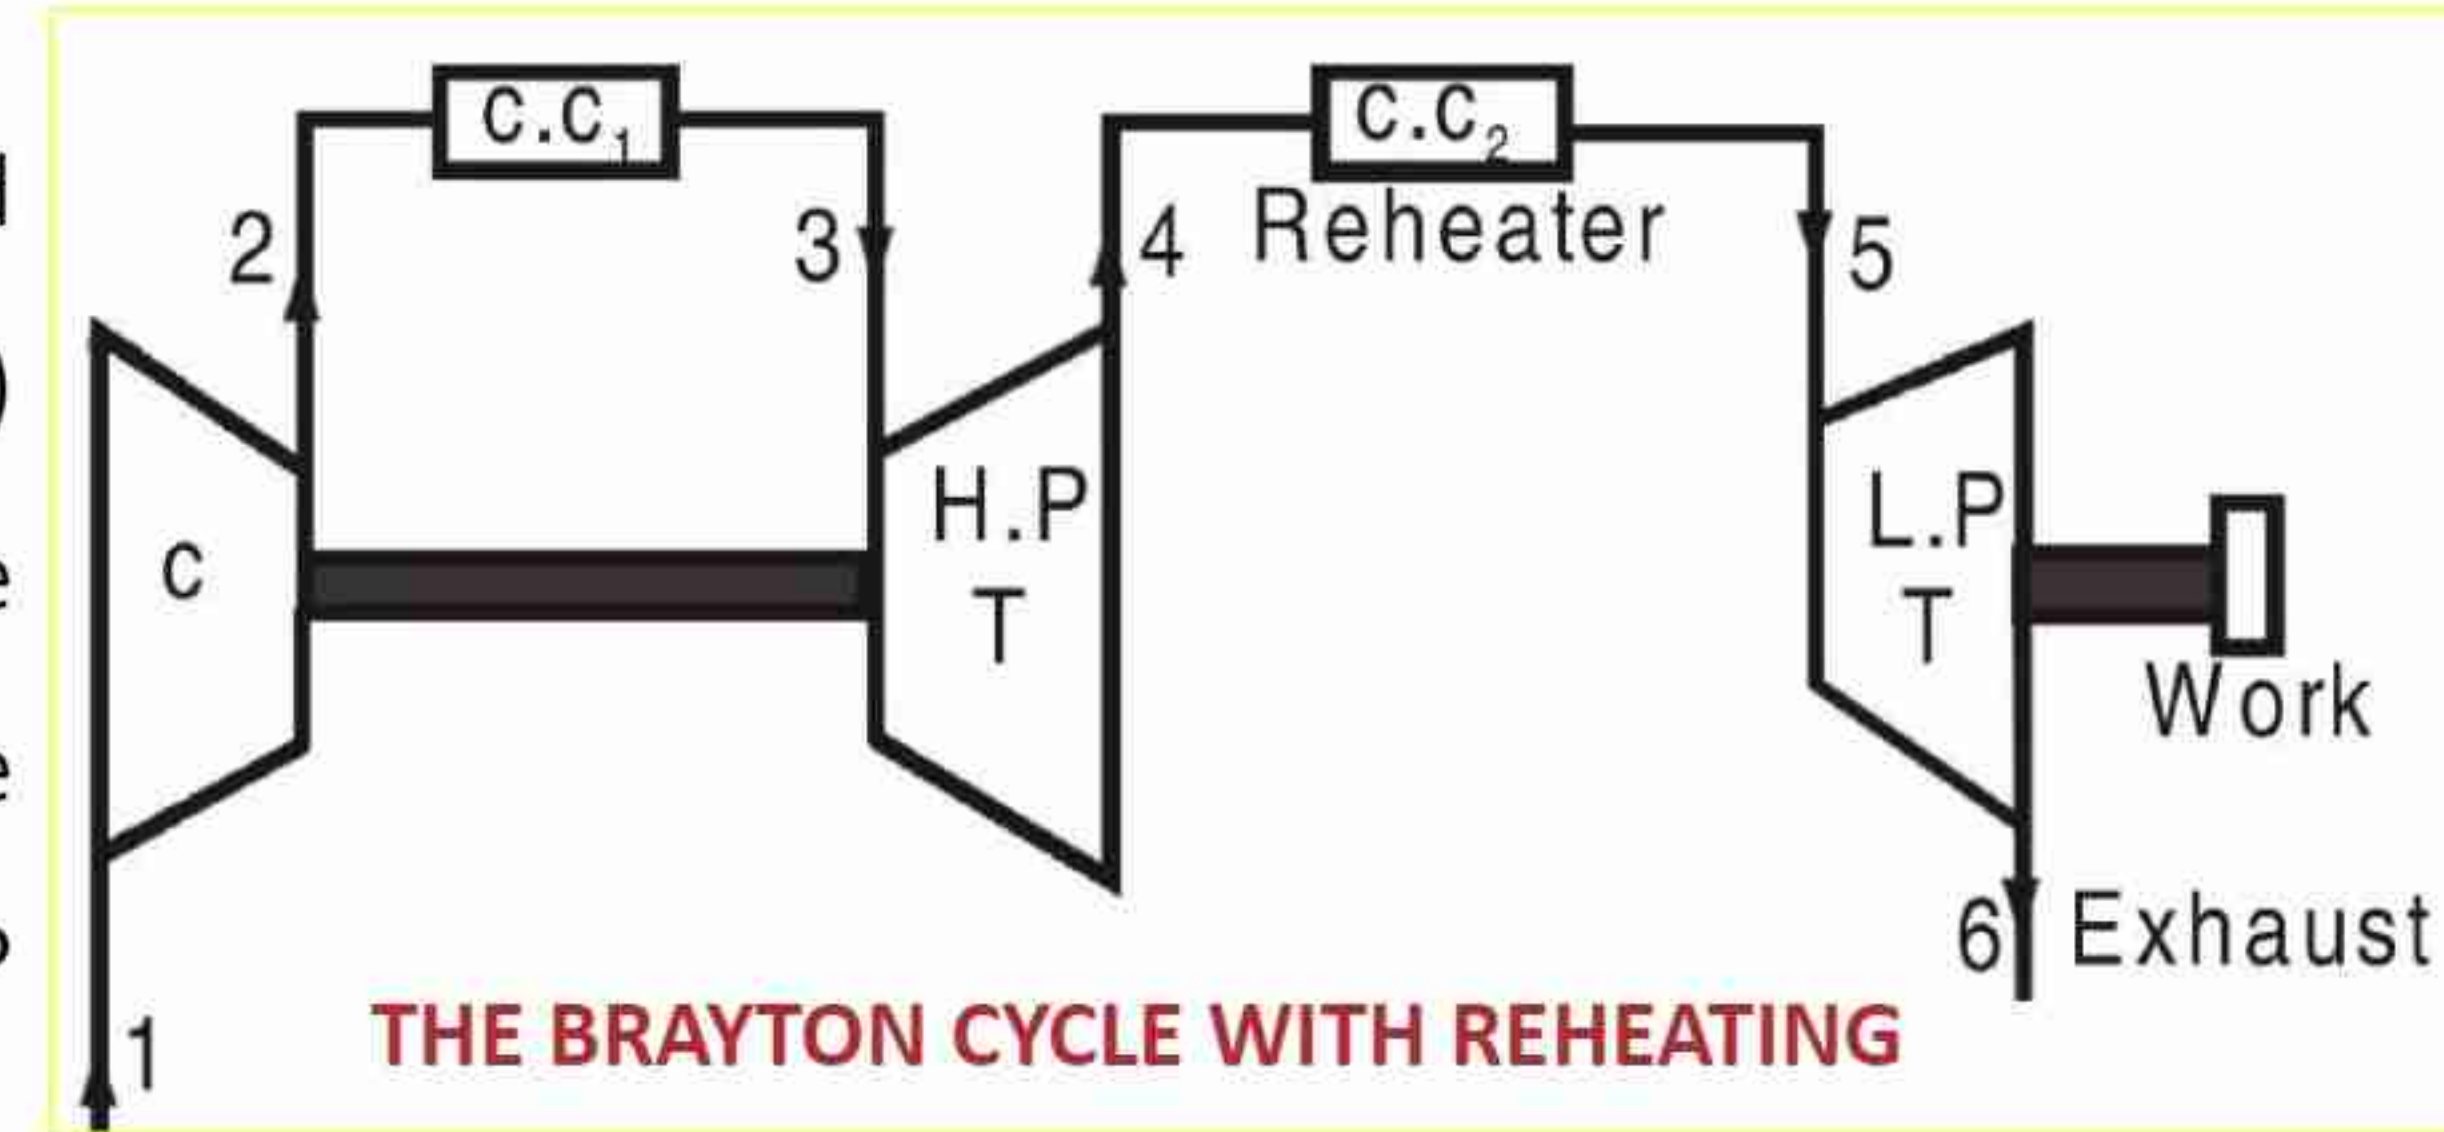 C.C1
C.C2
2
3
4
Reheater
5
C
H.P
T
L.P
T
Work
6
Exhaust
1
THE BRAYTON CYCLE WITH REHEATING